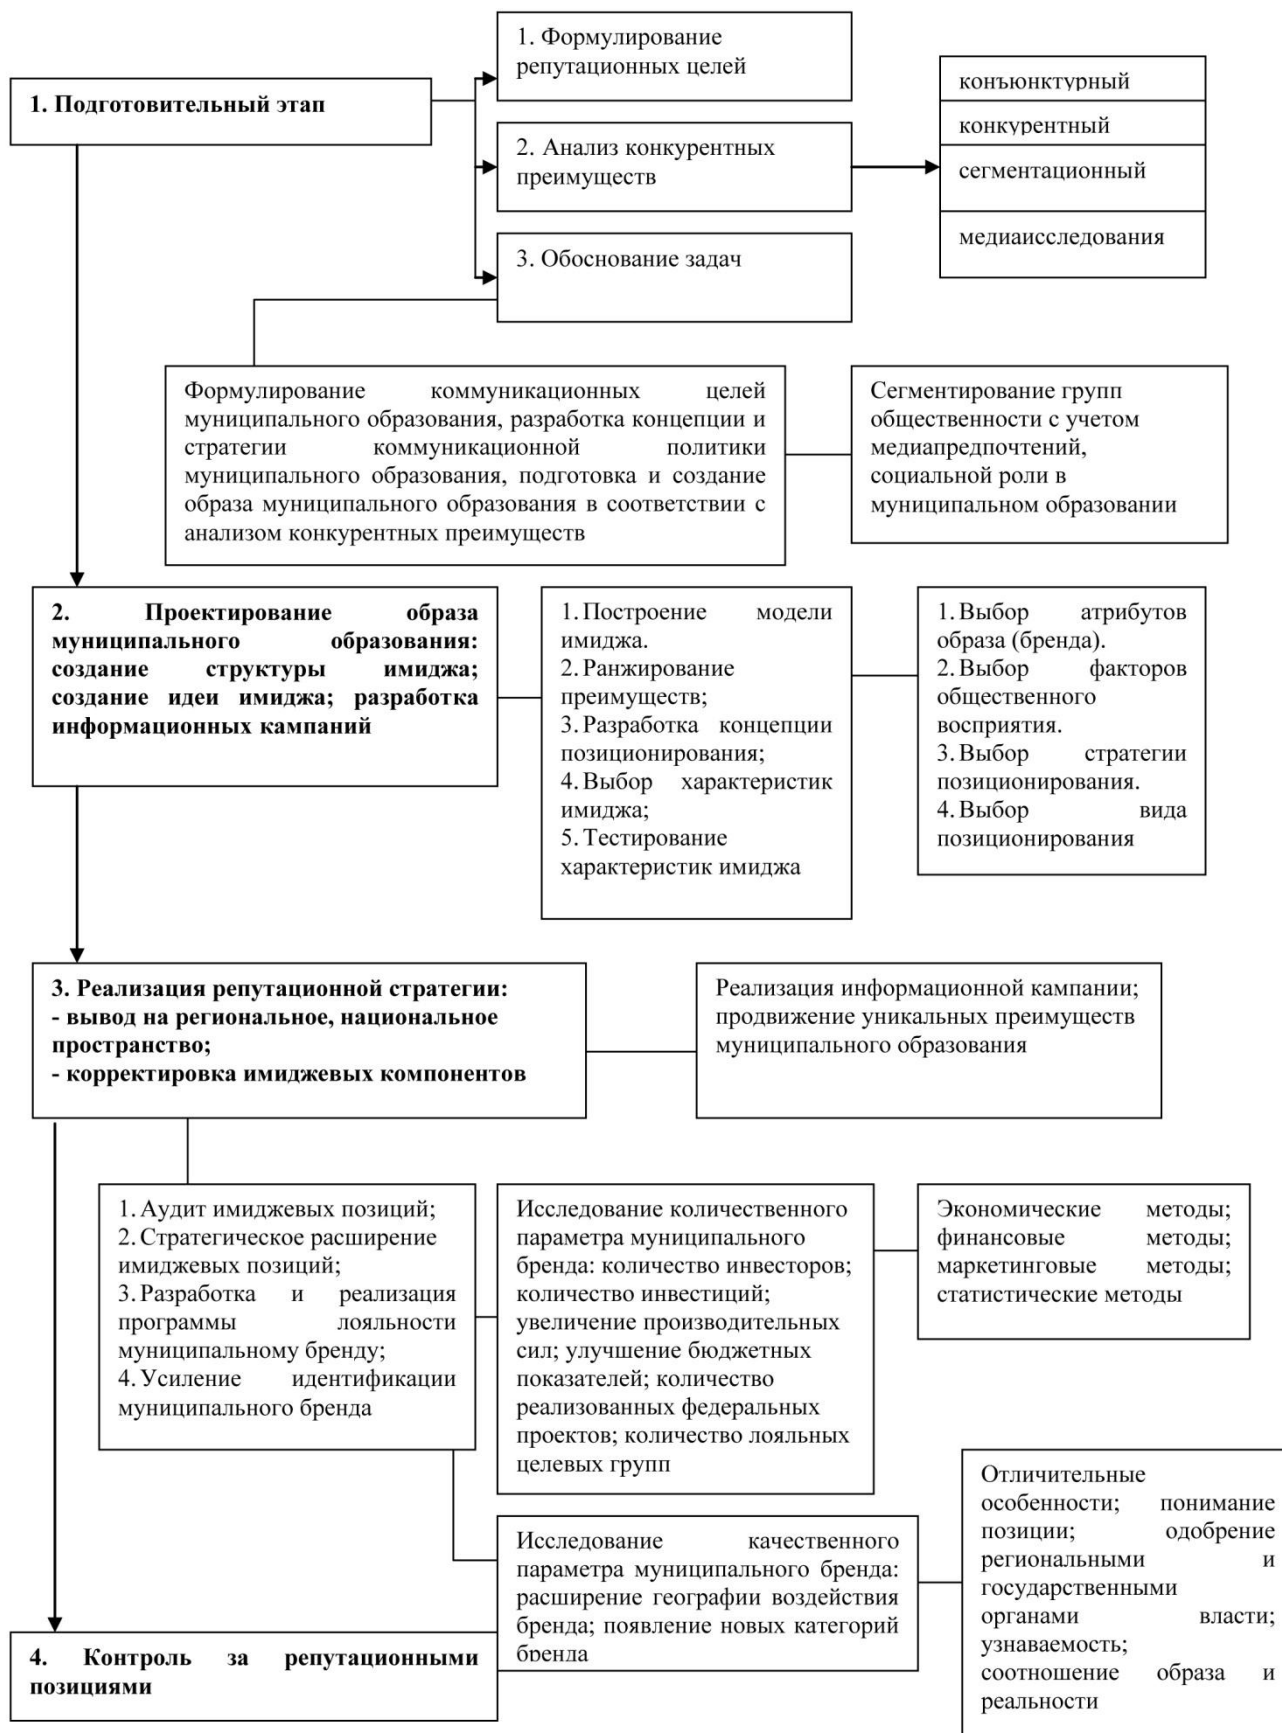 1. Формулирование
репутационных целей
1. Подготовительный этап
2. Анализ конкурентных
преимуществ
конъюнктурный
конкурентный
сегментационный
медиаисследования
3. Обоснование задач
Формулирование коммуникационных целей
муниципального образования, разработка концепции и
стратегии коммуникационной политики
муниципального образования, подготовка и создание
образа муниципального образования в соответствии с
анализом конкурентных преимуществ
Сегментирование групп
общественности с учетом
медиапредпочтений,
социальной роли в
муниципальном образовании
2. Проектирование образа
муниципального образования:
создание структуры имиджа;
создание идеи имиджа; разработка
информационных кампаний
1. Построение модели
имиджа.
2. Ранжирование
преимуществ;
3. Разработка концепции
позиционирования;
4. Выбор характеристик
имиджа;
5. Тестирование
характеристик имиджа
1. Выбор атрибутов
образа (бренда).
2. Выбор факторов
общественного
восприятия.
3. Выбор стратегии
позиционирования.
4. Выбор вида
позиционирования
3. Реализация репутационной стратегии:
- вывод на региональное, национальное
пространство;
- корректировка имиджевых компонентов
Реализация информационной кампании;
продвижение уникальных преимуществ
муниципального образования
1. Аудит имиджевых позиций;
2. Стратегическое расширение
имиджевых позиций;
3. Разработка и реализация
программы лояльности
муниципальному бренду;
4. Усиление идентификации
муниципального бренда
Исследование количественного
параметра муниципального
бренда: количество инвесторов;
количество инвестиций;
увеличение производительных
сил; улучшение бюджетных
показателей; количество
реализованных федеральных
проектов; количество лояльных
целевых групп
Экономические методы;
финансовые методы;
маркетинговые методы;
статистические методы
Исследование качественного
параметра муниципального бренда:
расширение географии воздействия
бренда; появление новых категорий
бренда
Отличительные
особенности; понимание
позиции; одобрение
региональными и
государственными
органами власти;
узнаваемость;
соотношение образа и
реальности
4. Контроль за репутационными
позициями